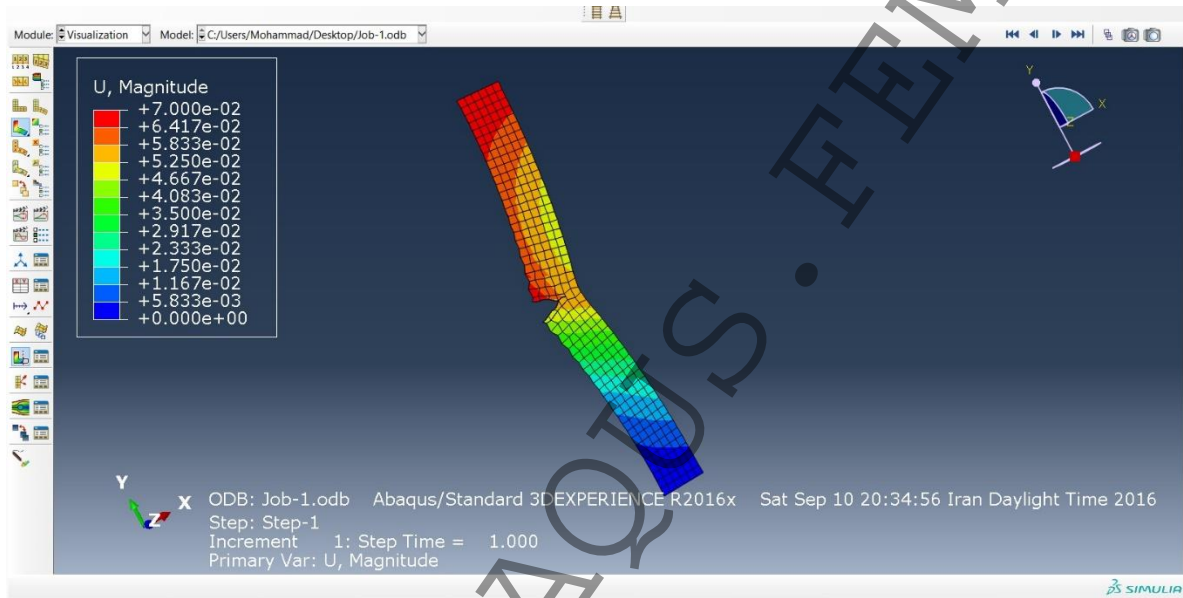 Module: Visualization Model: C:/Users/Mohammad/Desktop/Job-1.odb
U, Magnitude
+7.000e-02
+6.417e-02
+5.833e-02
+5.250e-02
+4.667e-02
+4.083e-02
+3.500e-02
+2.917e-02
+2.333e-02
+1.750e-02
+1.167e-02
+5.833e-03
+0.000e+00
Y
X
Z
Y
X
Z
ODB: Job-1.odb Abaqus/Standard 3DEXPERIENCE R2016x Sat Sep 10 20:34:56 Iran Daylight Time 2016
Step: Step-1
Increment 1: Step Time = 1.000
Primary Var: U, Magnitude
AQUS.FEM
SIMULIA